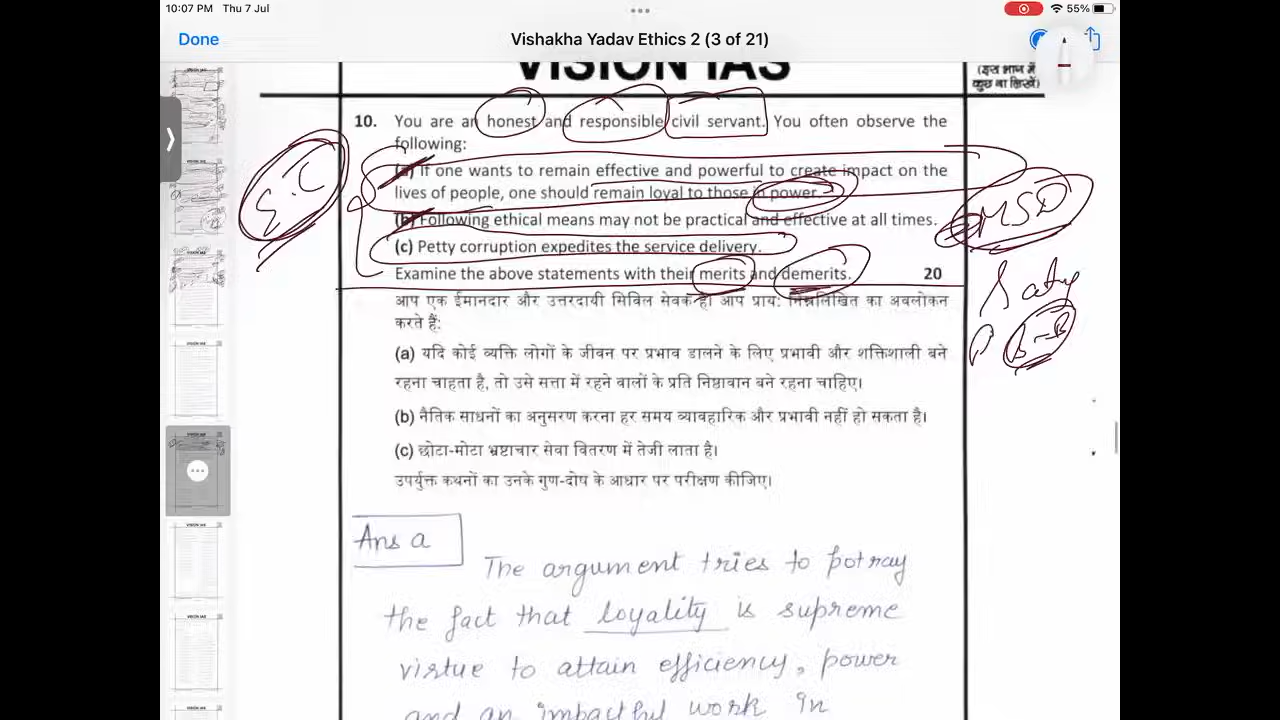 10:07 PM Thu 7 Jul
55%
Done
Vishakha Yadav Ethics 2 (3 of 21)
VISION IAS
(इस भाग में
कुछ ना लिखें)
10. You are an honest and responsible civil servant. You often observe the
following:
(a) If one wants to remain effective and powerful to create impact on the
lives of people, one should remain loyal to those in power.
(b) Following ethical means may not be practical and effective at all times.
(c) Petty corruption expedites the service delivery.
Examine the above statements with their merits and demerits. 20
MSD
आप एक ईमानदार और उत्तरदायी सिविल सेवक हैं। आप प्राय: निम्नलिखित का अवलोकन
करते हैं:
(a) यदि कोई व्यक्ति लोगों के जीवन पर प्रभाव डालने के लिए प्रभावी और शक्तिशाली बने
रहना चाहता है, तो उसे सत्ता में रहने वालों के प्रति निष्ठावान बने रहना चाहिए।
(b) नैतिक साधनों का अनुसरण करना हर समय व्यावहारिक और प्रभावी नहीं हो सकता है।
(c) छोटा-मोटा भ्रष्टाचार सेवा वितरण में तेजी लाता है।
उपर्युक्त कथनों का उनके गुण-दोष के आधार पर परीक्षण कीजिए।
Ans a
The argument tries to potray
the fact that loyality is supreme
virtue to attain efficiency, power
and an impactful work in